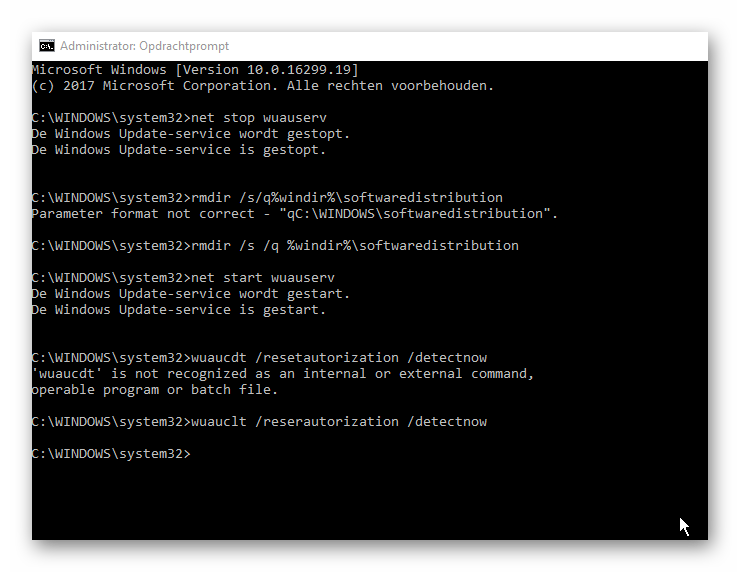 Administrator: Opdrachtprompt
Microsoft Windows [Version 10.0.16299.19]
(c) 2017 Microsoft Corporation. Alle rechten voorbehouden.
C:\WINDOWS\system32>net stop wuauserv
De Windows Update-service wordt gestopt.
De Windows Update-service is gestopt.
C:\WINDOWS\system32>rmdir /s/q%windir%\softwaredistribution
Parameter format not correct - "qC:\WINDOWS\softwaredistribution".
C:\WINDOWS\system32>rmdir /s /q %windir%\softwaredistribution
C:\WINDOWS\system32>net start wuauserv
De Windows Update-service wordt gestart.
De Windows Update-service is gestart.
C:\WINDOWS\system32>wuaucdt /resetautorization /detectnow
'wuaucdt' is not recognized as an internal or external command,
operable program or batch file.
C:\WINDOWS\system32>wuauclt /reserautorization /detectnow
C:\WINDOWS\system32>